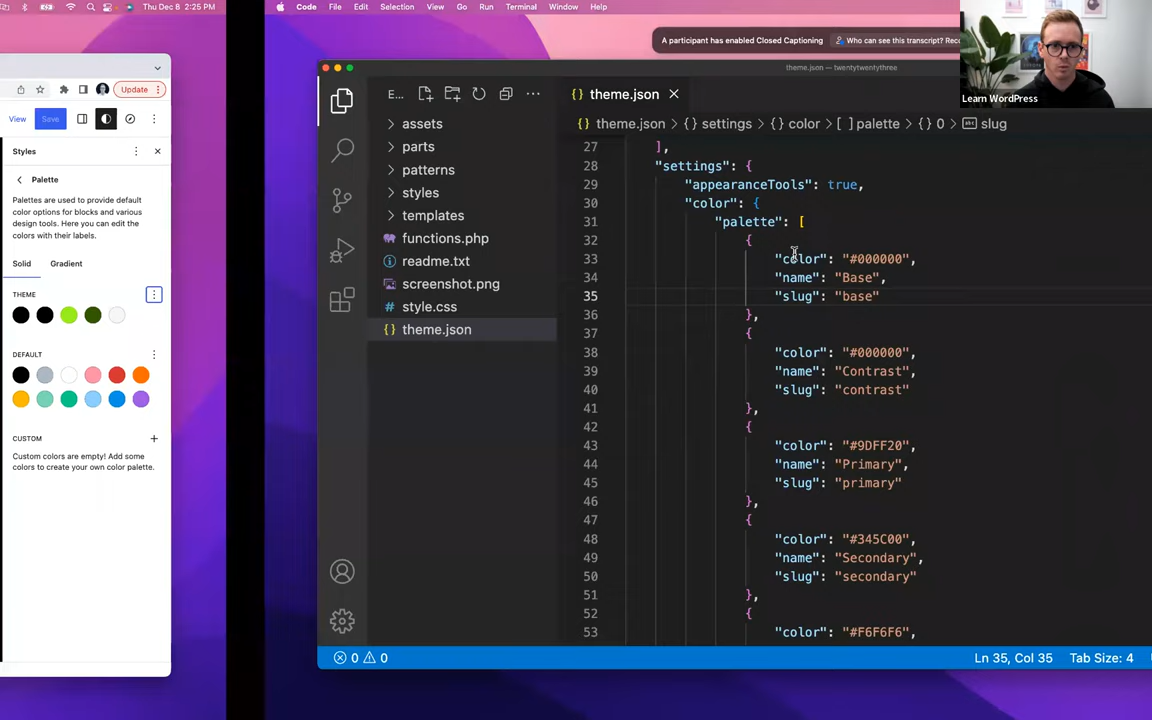 Thu Dec 8 2:25 PM
Code File Edit Selection View Go Run Terminal Window Help
A participant has enabled Closed Captioning
Who can see this transcript?
Learn WordPress
Update
View Save
Styles
Palette
Palettes are used to provide default
color options for blocks and various
design tools. Here you can edit the
colors with their labels.
Solid Gradient
THEME
DEFAULT
CUSTOM
Custom colors are empty! Add some
colors to create your own color palette.
theme.json — twentytwentythree
E...
assets
parts
patterns
styles
templates
functions.php
readme.txt
screenshot.png
# style.css
{} theme.json
{} theme.json
{} theme.json > {} settings > {} color > [ ] palette > {} 0 > abc slug
27 ],
28 "settings": {
29 "appearanceTools": true,
30 "color": {
31 "palette": [
32 {
33 "color": "#000000",
34 "name": "Base",
35 "slug": "base"
36 },
37 {
38 "color": "#000000",
39 "name": "Contrast",
40 "slug": "contrast"
41 },
42 {
43 "color": "#9DFF20",
44 "name": "Primary",
45 "slug": "primary"
46 },
47 {
48 "color": "#345C00",
49 "name": "Secondary",
50 "slug": "secondary"
51 },
52 {
53 "color": "#F6F6F6",
0 0
Ln 35, Col 35 Tab Size: 4